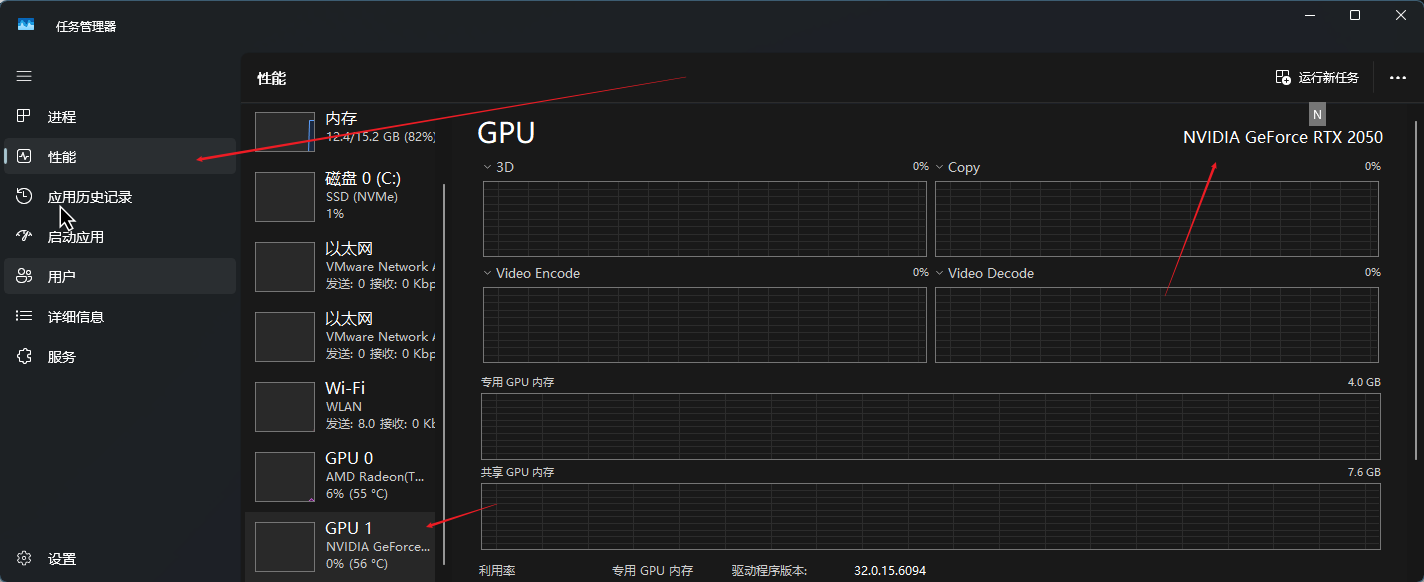 任务管理器
性能
运行新任务
进程
性能
应用历史记录
启动应用
用户
详细信息
服务
设置
内存
12.4/15.2 GB (82%)
磁盘 0 (C:)
SSD (NVMe)
1%
以太网
VMware Network A
发送: 0 接收: 0 Kbp
以太网
VMware Network A
发送: 0 接收: 0 Kbp
Wi-Fi
WLAN
发送: 8.0 接收: 0 Kb
GPU 0
AMD Radeon(T...
6% (55 °C)
GPU 1
NVIDIA GeForce...
0% (56 °C)
N
GPU
NVIDIA GeForce RTX 2050
3D 0%
Copy 0%
Video Encode 0%
Video Decode 0%
专用 GPU 内存 4.0 GB
共享 GPU 内存 7.6 GB
利用率 专用 GPU 内存 驱动程序版本: 32.0.15.6094